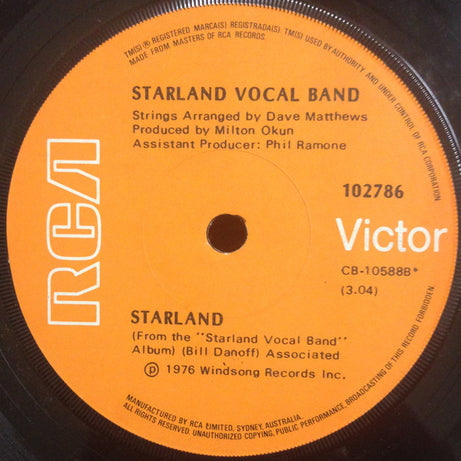 TM(S) ® REGISTERED MARCA(S) REGISTRADA(S) TM(S) USED BY AUTHORITY AND UNDER CONTROL OF RCA CORPORATION
MADE FROM MASTERS OF RCA RECORDS
STARLAND VOCAL BAND
Strings Arranged by Dave Matthews
Produced by Milton Okun
Assistant Producer: Phil Ramone
102786
RCA
Victor
CB-10588B*
(3.04)
STARLAND
(From the "Starland Vocal Band"
Album) (Bill Danoff) Associated
℗ 1976 Windsong Records Inc.
MANUFACTURED BY RCA LIMITED, SYDNEY, AUSTRALIA.
ALL RIGHTS RESERVED. UNAUTHORIZED COPYING, PUBLIC PERFORMANCE, BROADCASTING OF THIS RECORD FORBIDDEN.